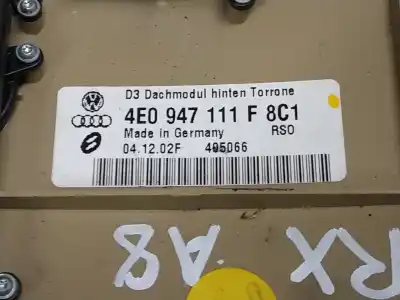 D3 Dachmodul hinten Torrone
4E0 947 111 F 8C1
Made in Germany RSO
04.12.02F 495066
RX
A8